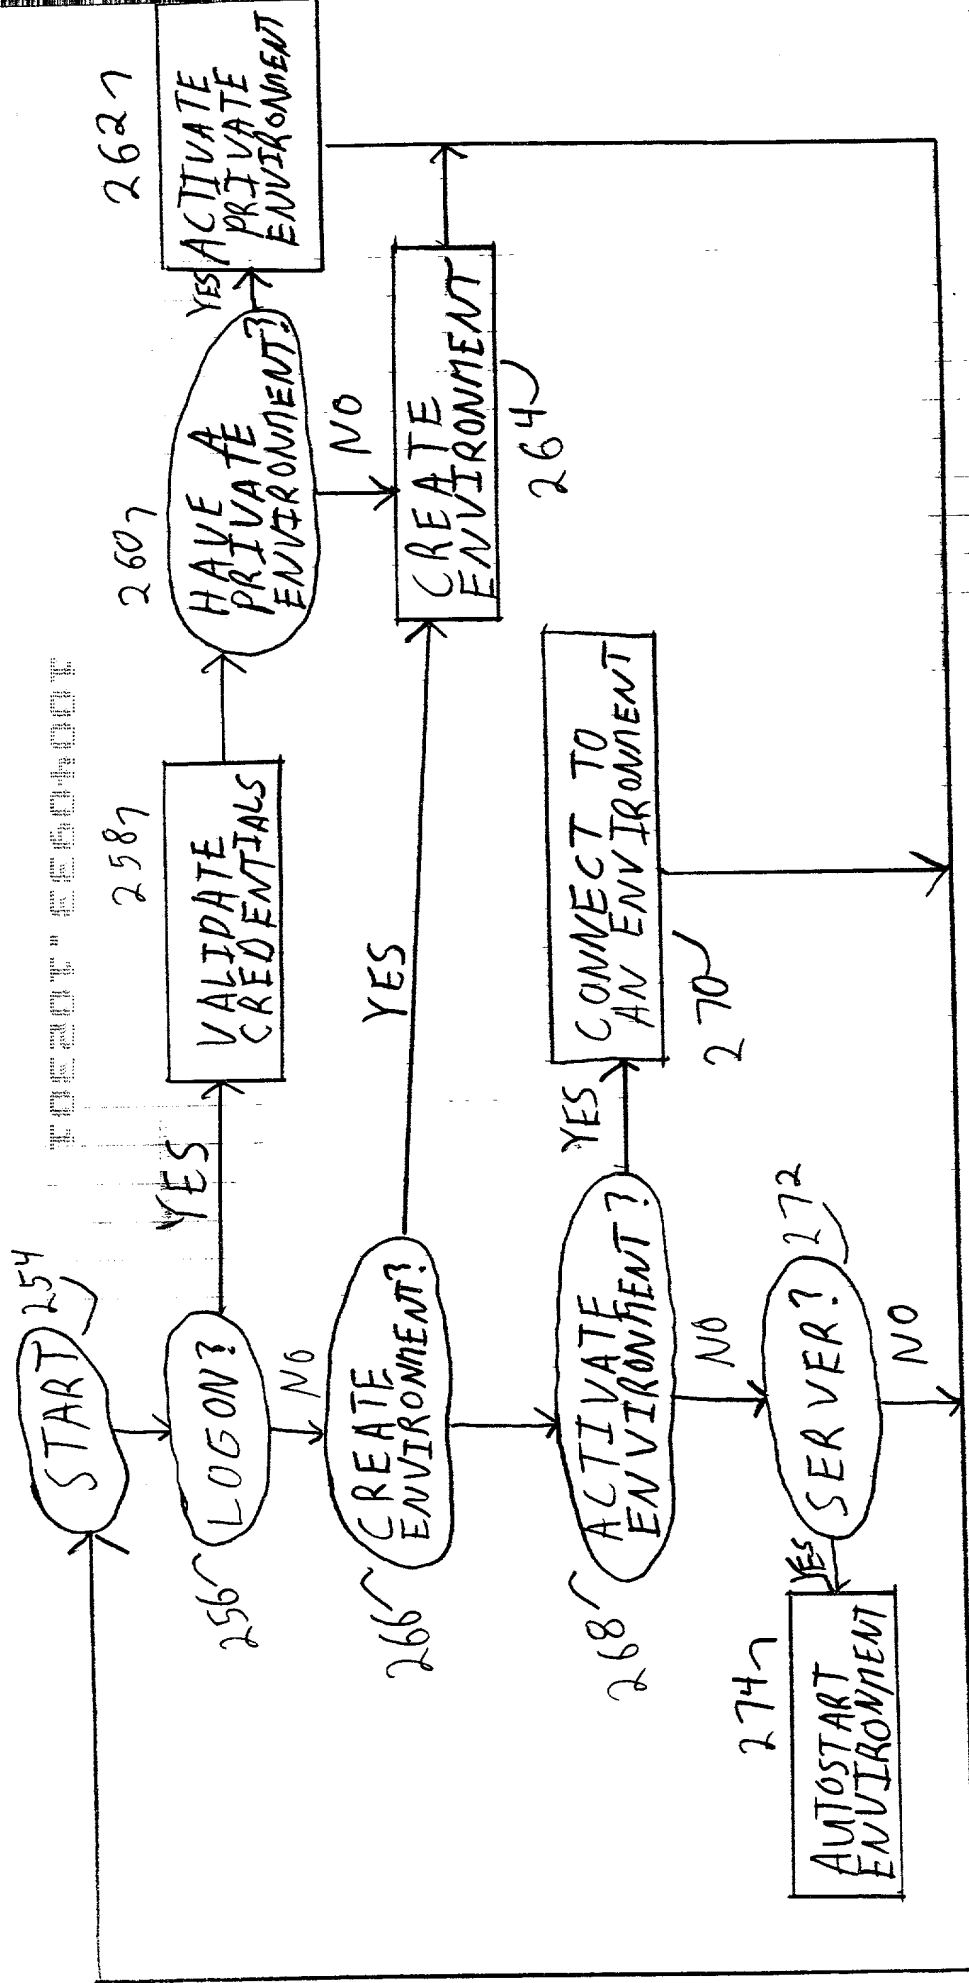 START
254
256
LOGON?
YES
VALIDATE
CREDENTIALS
258
260
HAVE A
PRIVATE
ENVIRONMENT?
YES
262
ACTIVATE
PRIVATE
ENVIRONMENT
NO
NO
266
CREATE
ENVIRONMENT?
YES
CREATE
ENVIRONMENT
264
268
ACTIVATE
ENVIRONMENT?
YES
CONNECT TO
AN ENVIRONMENT
270
NO
SERVER?
272
YES
274
AUTOSTART
ENVIRONMENT
NO